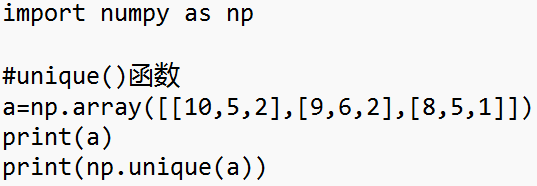 import numpy as np
#unique()函数
a=np.array([[10,5,2],[9,6,2],[8,5,1]])
print(a)
print(np.unique(a))